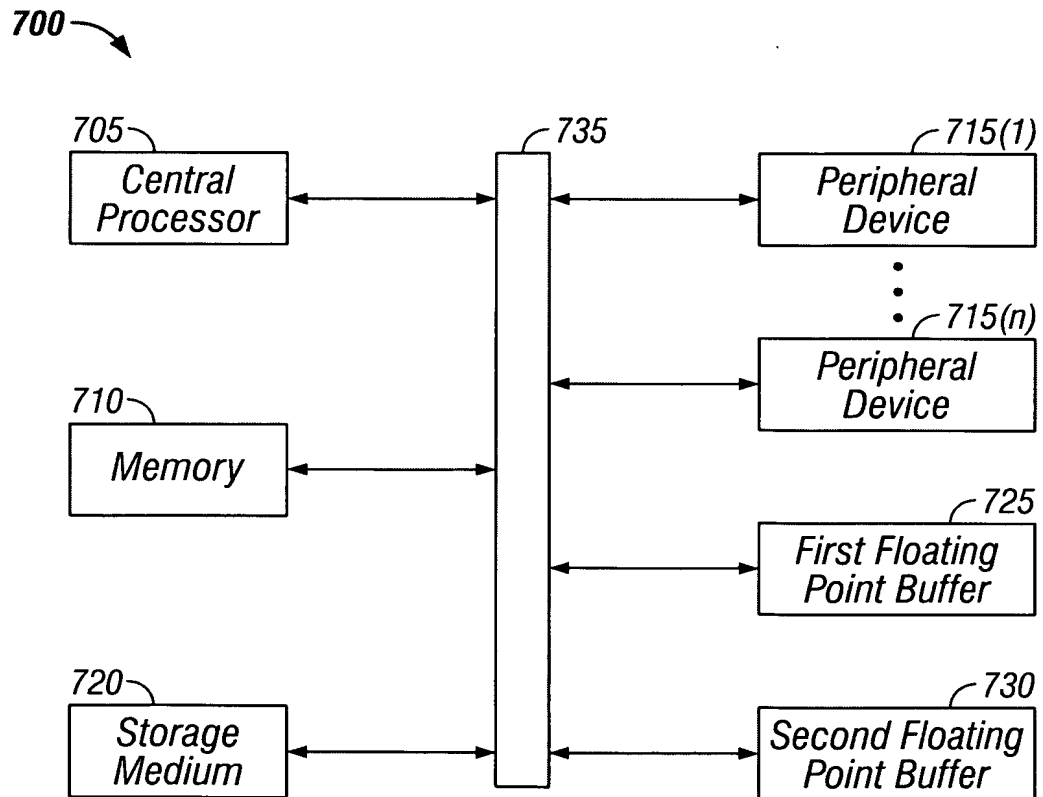 700
705
Central
Processor
735
715(1)
Peripheral
Device
715(n)
Peripheral
Device
710
Memory
725
First Floating
Point Buffer
720
Storage
Medium
730
Second Floating
Point Buffer